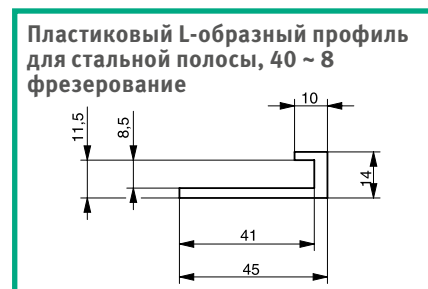 Пластиковый L-образный профиль
для стальной полосы, 40 ~ 8
фрезерование
10
11,5
8,5
14
41
45